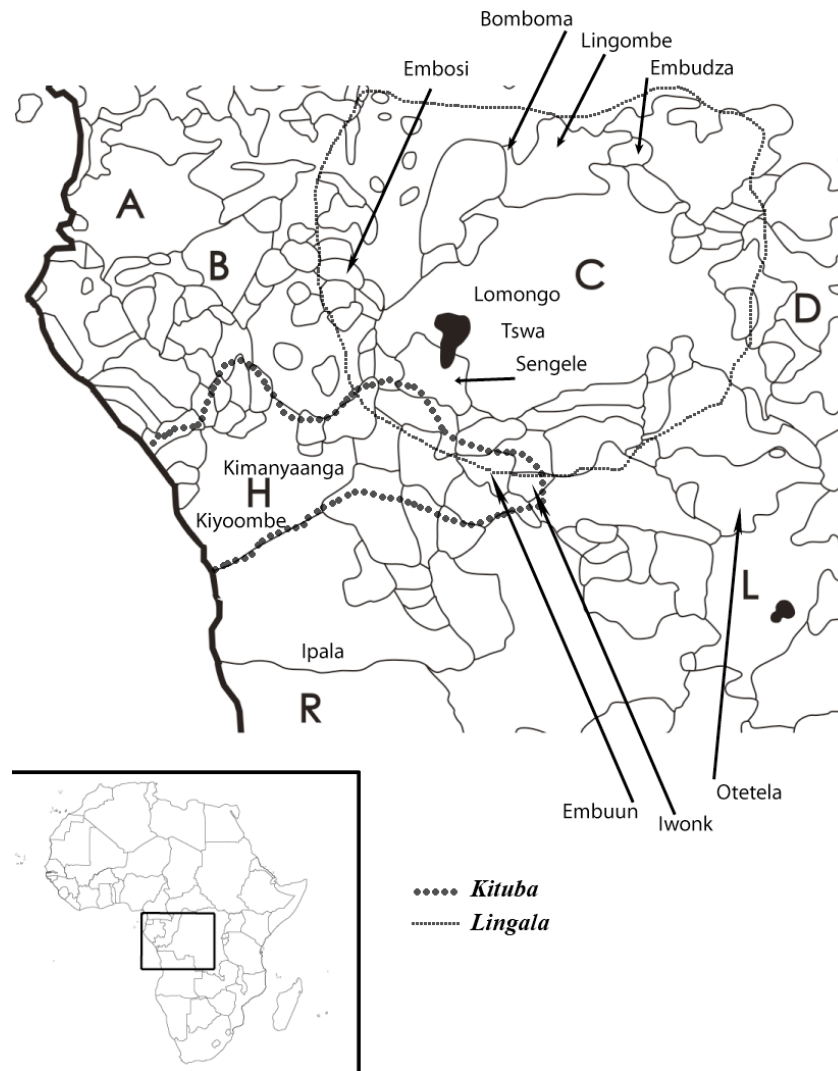 Bomboma
Lingombe
Embosi
Embudza
A
B
C
Lomongo
D
Tswa
Sengele
Kimanyaanga
H
Kiyoombe
L
Ipala
R
Otetela
Embuun
Iwonk
Kituba
Lingala